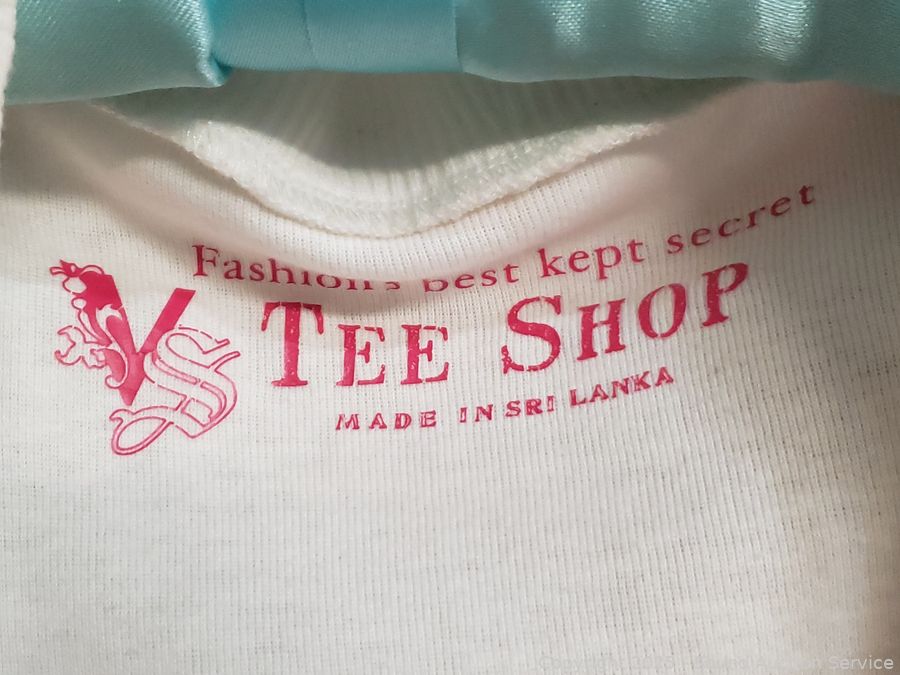 Fashion's best kept secret
VS TEE SHOP
MADE IN SRI LANKA